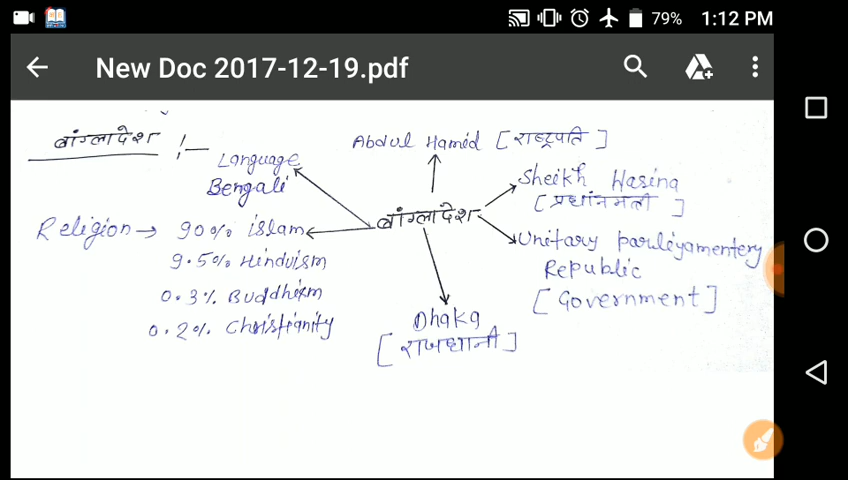 79% 1:12 PM
New Doc 2017-12-19.pdf
बांग्लादेश :—
Language
Bengali
Religion → 90% islam
9.5% Hinduism
0.3% Buddhism
0.2% Christianity
Abdul Hamid [राष्ट्रपति]
Sheikh Hasina
[प्रधानमंत्री]
बांग्लादेश
Unitary parliyamentery
Republic
[Government]
Dhaka
[राजधानी]